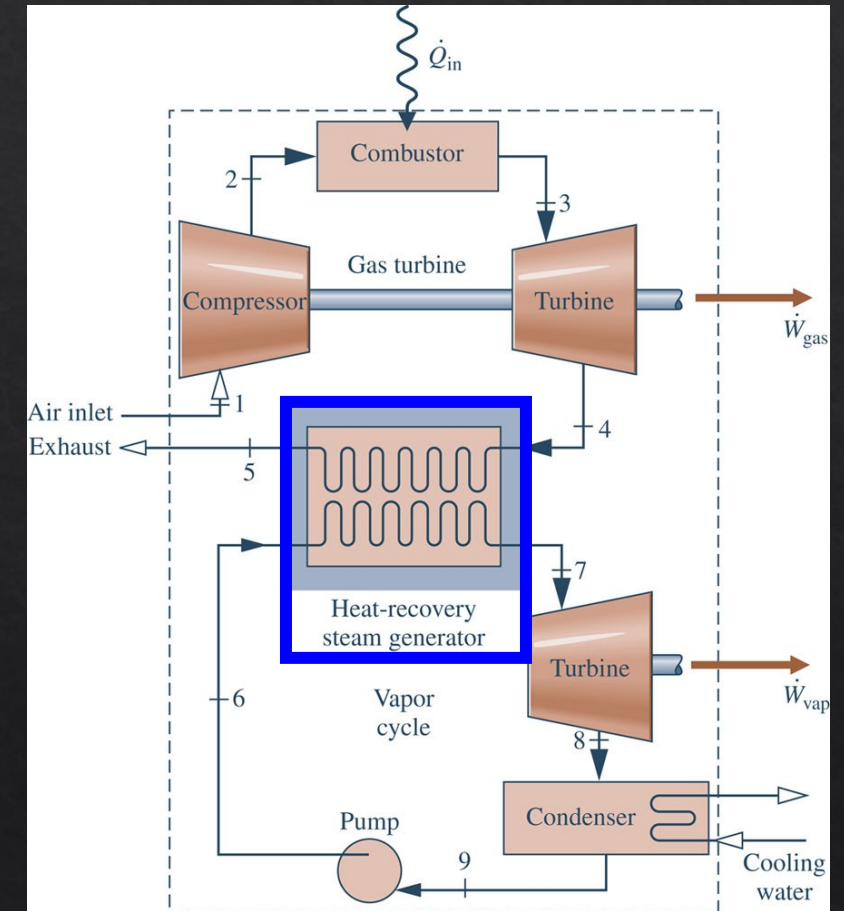 Q̇in
Combustor
2
3
Gas turbine
Compressor
Turbine
Ẇgas
Air inlet
1
Exhaust
4
5
7
Heat-recovery
steam generator
Turbine
6
Vapor
cycle
Ẇvap
8
Condenser
Pump
9
Cooling
water